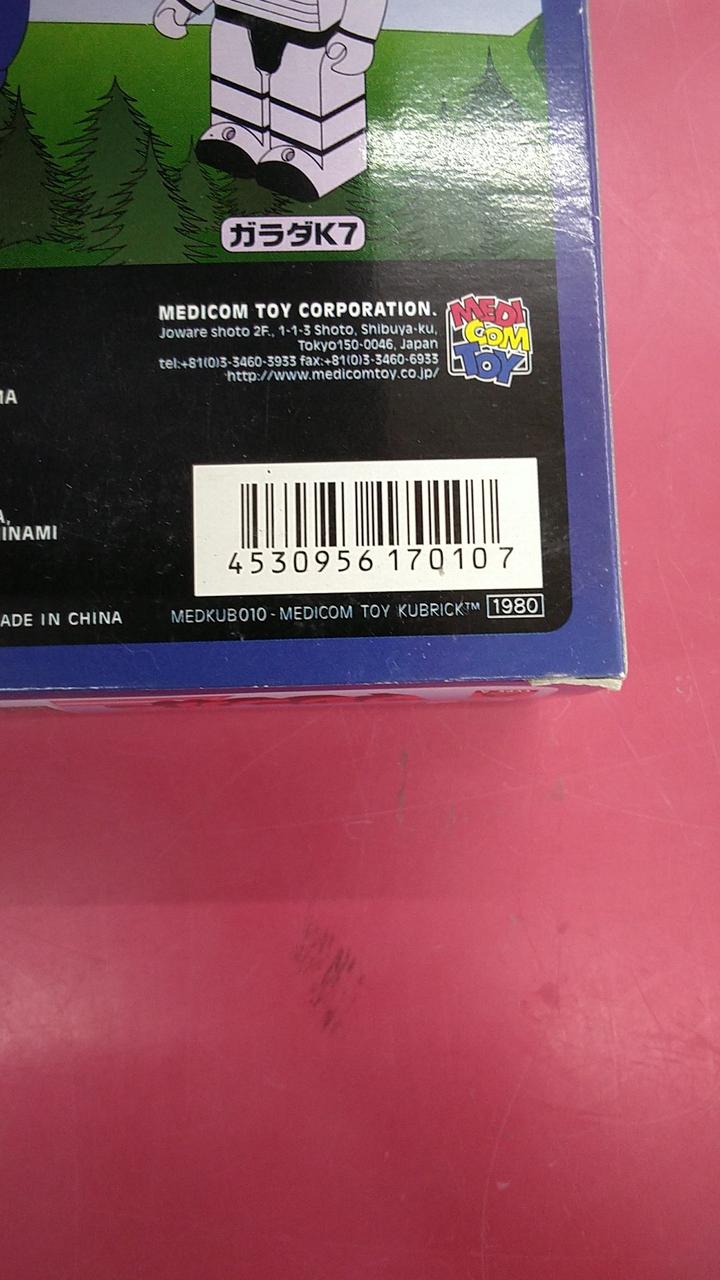 ガラダK7
MEDICOM TOY CORPORATION.
Joware shoto 2F., 1-1-3 Shoto, Shibuya-ku,
Tokyo150-0046, Japan
tel:+81(0)3-3460-3933 fax:+81(0)3-3460-6933
http://www.medicomtoy.co.jp/
MEDI
COM
TOY
MA
A,
INAMI
4530956170107
ADE IN CHINA
MEDKUB010-MEDICOM TOY KUBRICK™ 1980